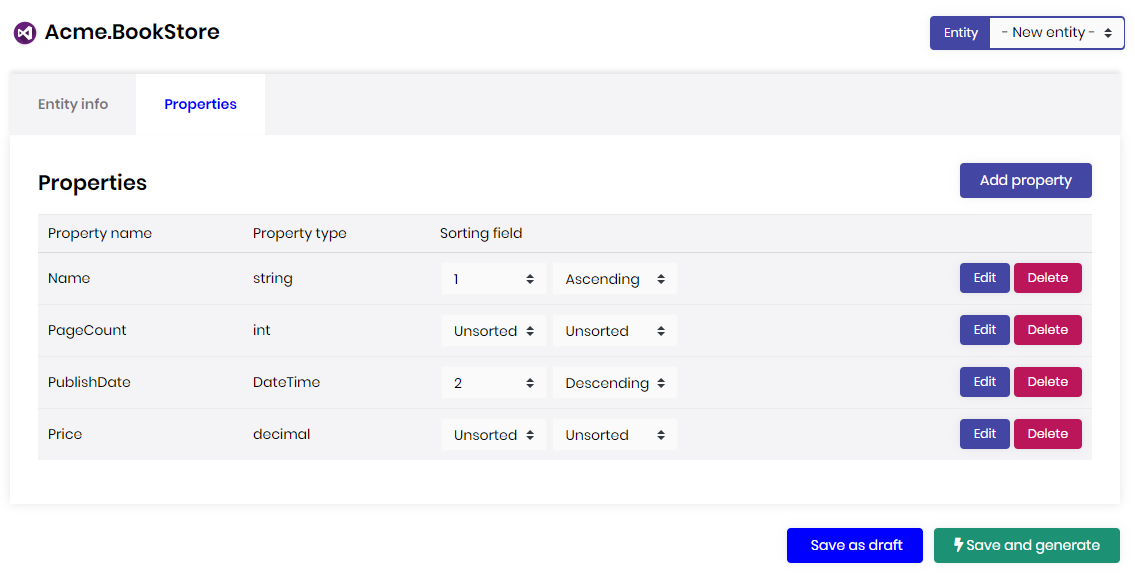 Acme.BookStore
Entity - New entity -
Entity info Properties
Properties
Add property
Property name Property type Sorting field
Name string 1 Ascending Edit Delete
PageCount int Unsorted Unsorted Edit Delete
PublishDate DateTime 2 Descending Edit Delete
Price decimal Unsorted Unsorted Edit Delete
Save as draft Save and generate